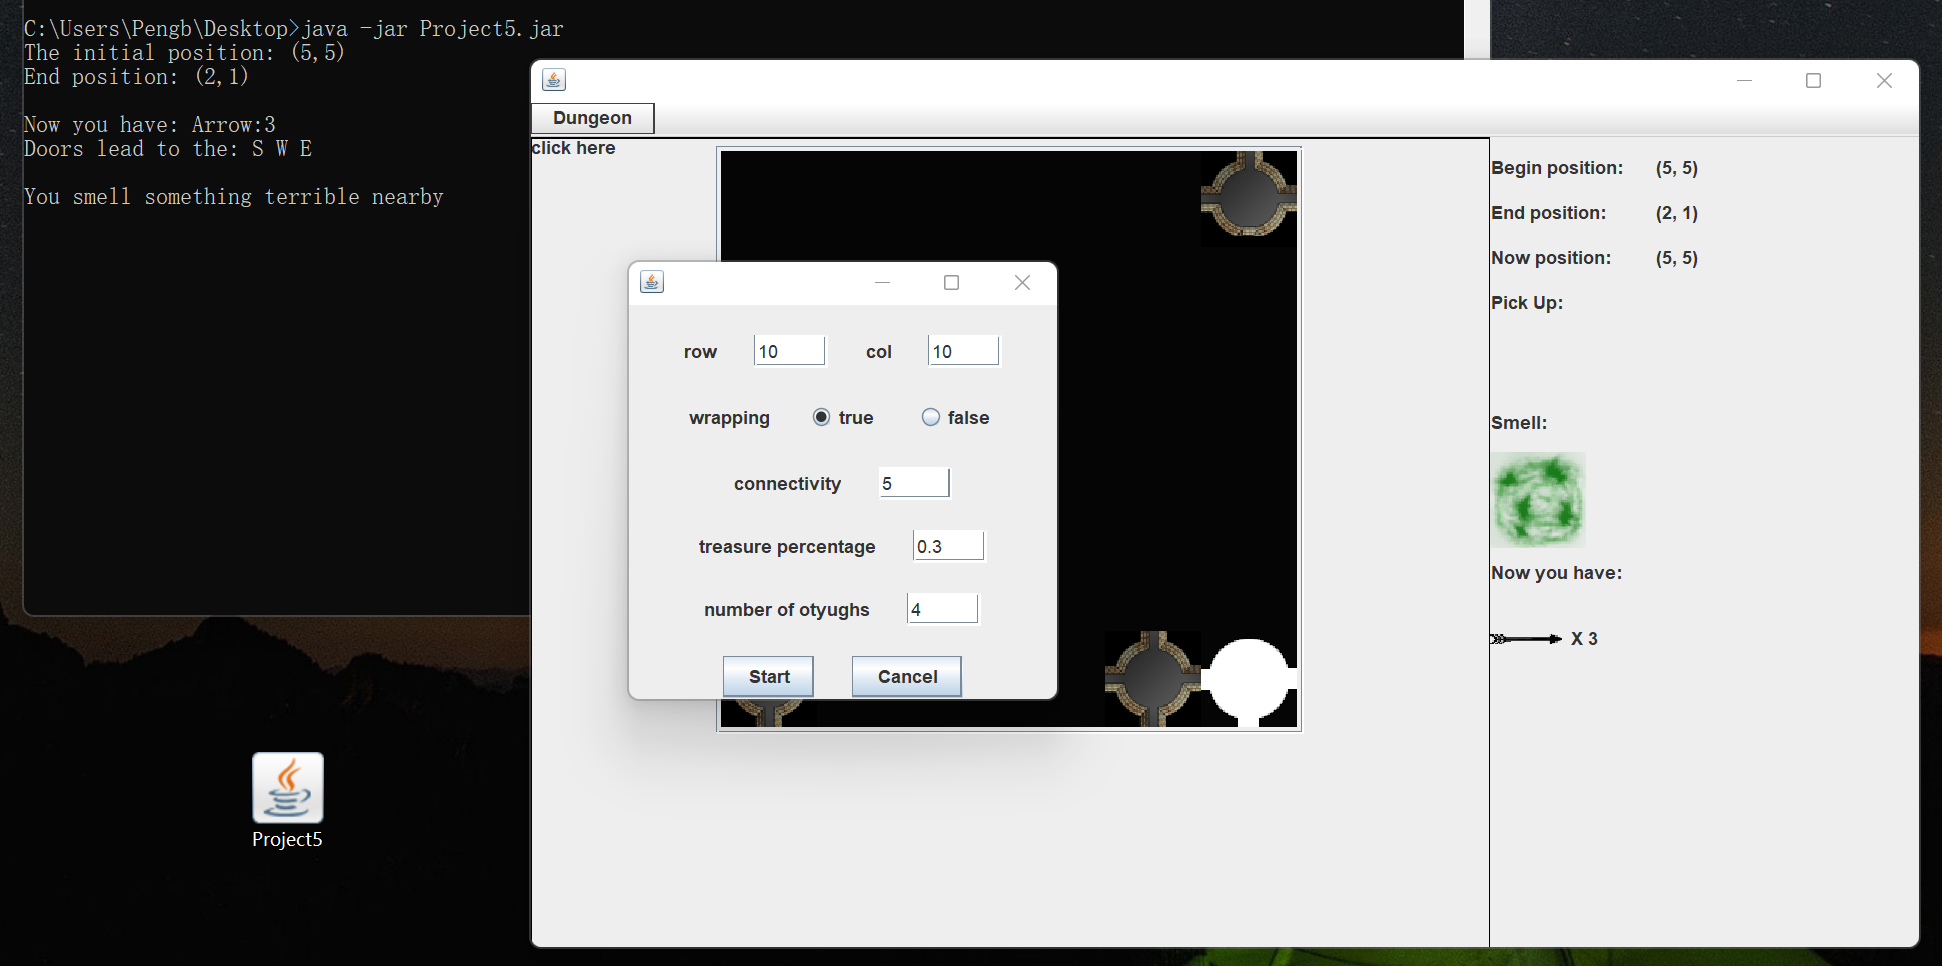 C:\Users\Pengb\Desktop>java -jar Project5.jar
The initial position: (5,5)
End position: (2,1)
Now you have: Arrow:3
Doors lead to the: S W E
You smell something terrible nearby
Dungeon
click here
row 10 col 10
wrapping true false
connectivity 5
treasure percentage 0.3
number of otyughs 4
Start Cancel
Begin position: (5, 5)
End position: (2, 1)
Now position: (5, 5)
Pick Up:
Smell:
Now you have:
X 3
Project5